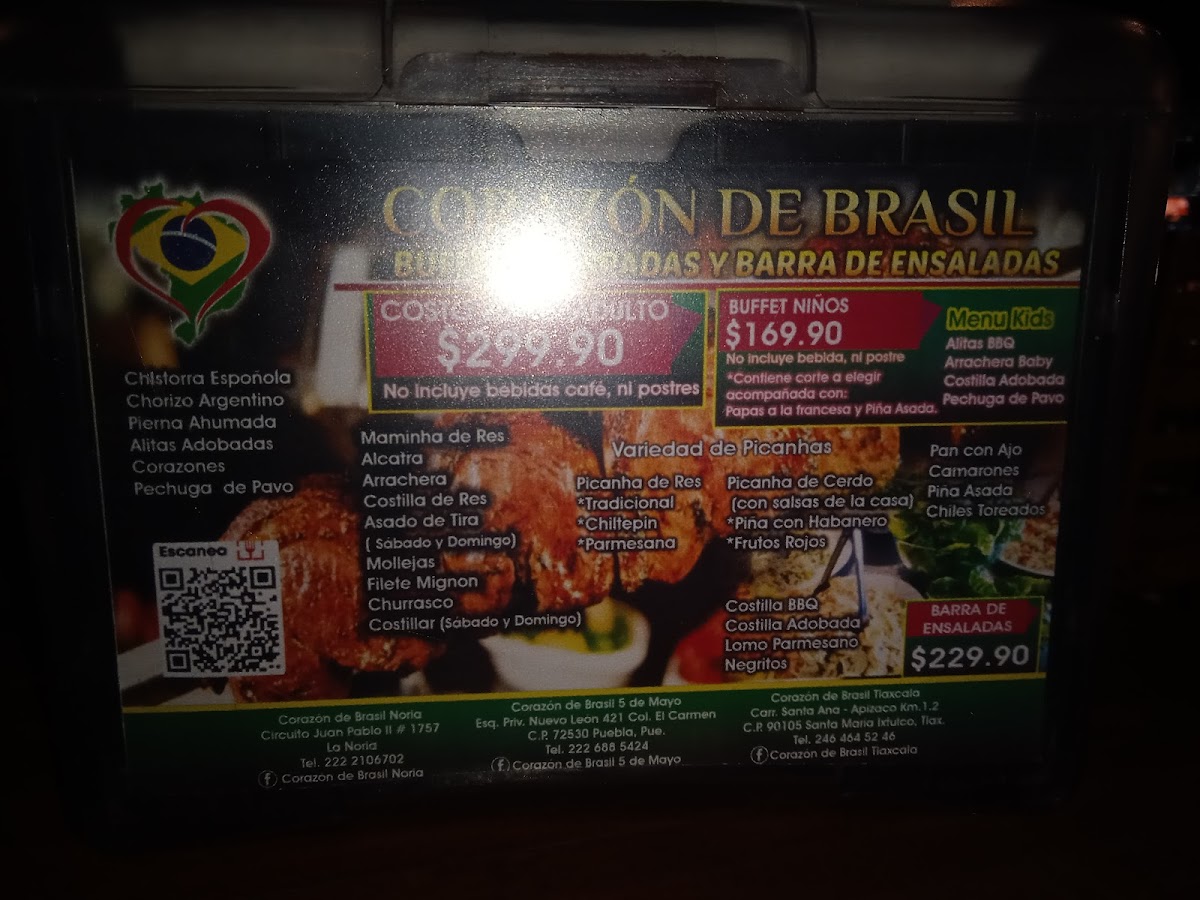 CORAZÓN DE BRASIL
Y BARRA DE ENSALADAS
$299.90
No incluye bebidas café, ni postres
BUFFET NIÑOS
$169.90
No incluye bebida, ni postre
*Contiene corte a elegir
acompañada con:
Papas a la francesa y Piña Asada.
Menu Kids
Alitas BBQ
Arrachera Baby
Costilla Adobada
Pechuga de Pavo
Chistorra Española
Chorizo Argentino
Pierna Ahumada
Alitas Adobadas
Corazones
Pechuga de Pavo
Escanea
Maminha de Res
Alcatra
Arrachera
Costilla de Res
Asado de Tira
( Sábado y Domingo)
Mollejas
Filete Mignon
Churrasco
Costillar (Sábado y Domingo)
Variedad de Picanhas
Picanha de Res
*Tradicional
*Chiltepin
*Parmesana
Picanha de Cerdo
(con salsas de la casa)
*Piña con Habanero
*Frutos Rojos
Costilla BBQ
Costilla Adobada
Lomo Parmesano
Negritos
Pan con Ajo
Camarones
Piña Asada
Chiles Toreados
BARRA DE
ENSALADAS
$229.90
Corazón de Brasil Noria
Circuito Juan Pablo II # 1757
La Noria
Tel. 222 2106702
Corazón de Brasil Noria
Corazón de Brasil 5 de Mayo
Esq. Priv. Nuevo León 421 Col. El Carmen
C.P. 72530 Puebla, Pue.
Tel. 222 688 5424
Corazón de Brasil 5 de Mayo
Corazón de Brasil Tlaxcala
Carr. Santa Ana - Apizaco Km.1.2
C.P. 90105 Santa Maria Ixtulco, Tlax.
Tel. 246 464 52 46
Corazón de Brasil Tlaxcala